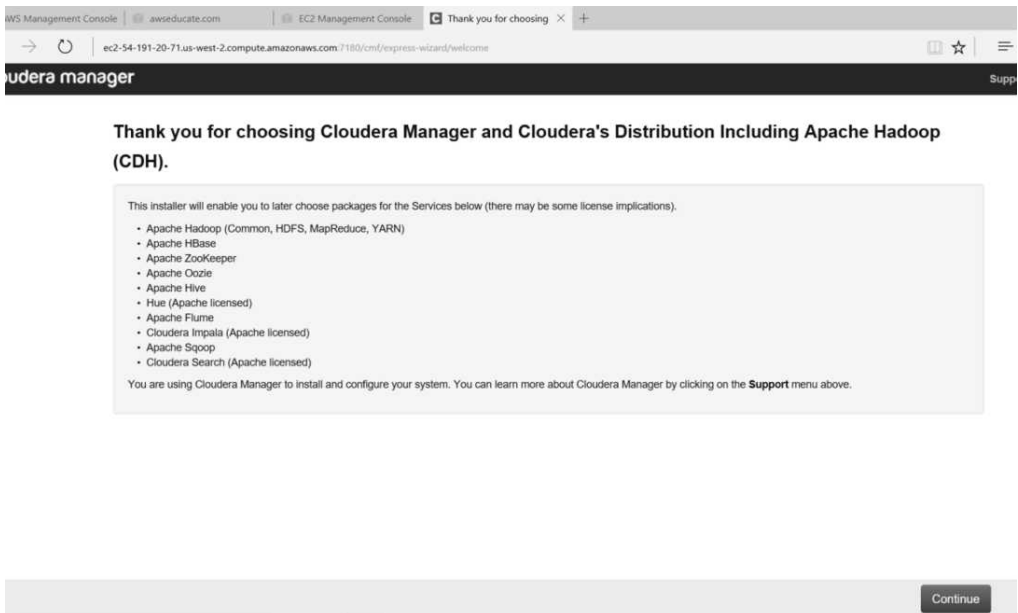 WS Management Console
awseducate.com
EC2 Management Console
Thank you for choosing
ec2-54-191-20-71.us-west-2.compute.amazonaws.com:7180/cmf/express-wizard/welcome
oudera manager
Suppo
Thank you for choosing Cloudera Manager and Cloudera's Distribution Including Apache Hadoop
(CDH).
This installer will enable you to later choose packages for the Services below (there may be some license implications).
• Apache Hadoop (Common, HDFS, MapReduce, YARN)
• Apache HBase
• Apache ZooKeeper
• Apache Oozie
• Apache Hive
• Hue (Apache licensed)
• Apache Flume
• Cloudera Impala (Apache licensed)
• Apache Sqoop
• Cloudera Search (Apache licensed)
You are using Cloudera Manager to install and configure your system. You can learn more about Cloudera Manager by clicking on the Support menu above.
Continue